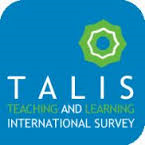 TALIS
TEACHING AND LEARNING
INTERNATIONAL SURVEY